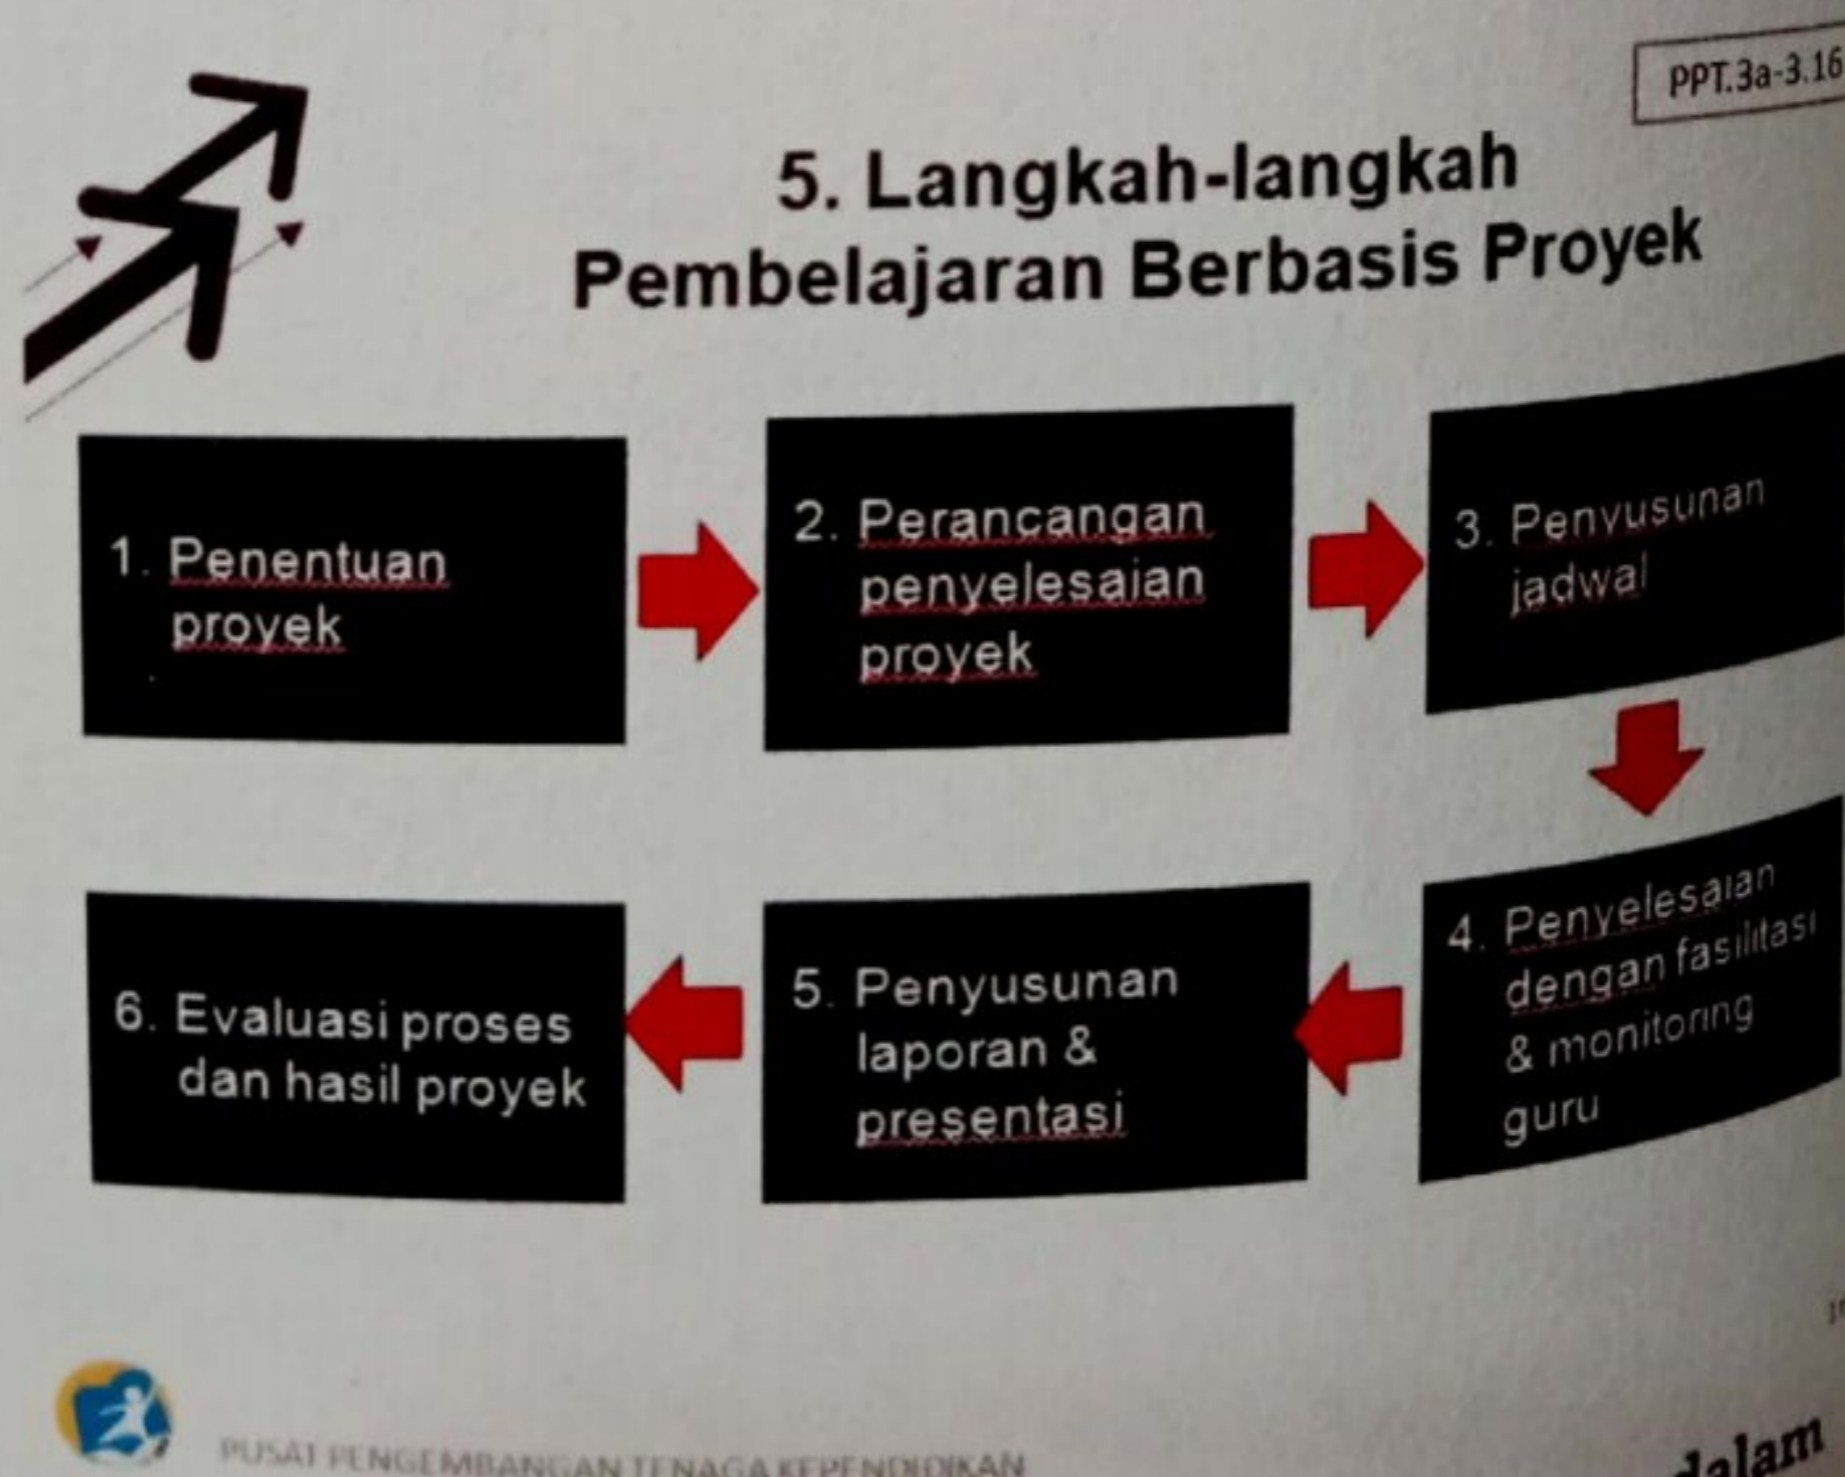 PPT.3a-3.16
5. Langkah-langkah
Pembelajaran Berbasis Proyek
1. Penentuan
proyek
2. Perancangan
penyelesaian
proyek
3. Penyusunan
jadwal
4. Penyelesaian
dengan fasilitasi
& monitoring
guru
5. Penyusunan
laporan &
presentasi
6. Evaluasi proses
dan hasil proyek
PUSAT PENGEMBANGAN TENAGA KEPENDIDIKAN
dalam